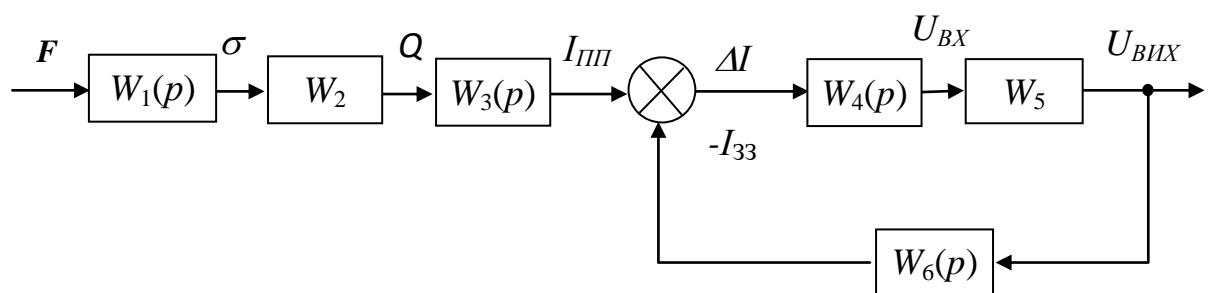 F
σ
Q
I_ПП
ΔI
U_ВХ
U_ВИХ
W₁(p)
W₂
W₃(p)
W₄(p)
W₅
-I_ЗЗ
W₆(p)